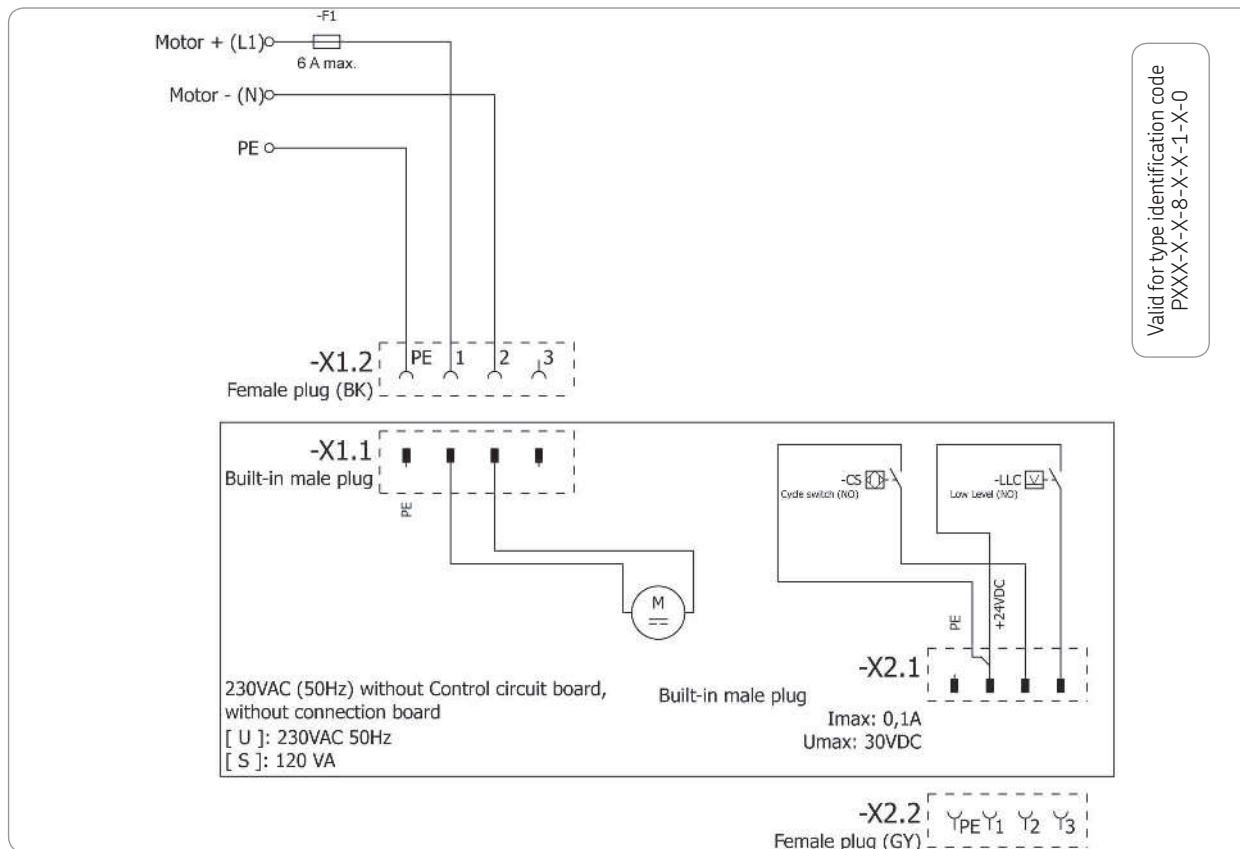 -F1
Motor + (L1)
6 A max.
Motor - (N)
PE
Valid for type identification code
PXXX-X-X-8-X-X-1-X-0
-X1.2
PE 1 2 3
Female plug (BK)
-X1.1
Built-in male plug
PE
-CS
Cycle switch (NO)
-LLC
Low Level (NO)
M
PE
+24VDC
-X2.1
Built-in male plug
Imax: 0,1A
Umax: 30VDC
230VAC (50Hz) without Control circuit board,
without connection board
[ U ]: 230VAC 50Hz
[ S ]: 120 VA
-X2.2
PE 1 2 3
Female plug (GY)